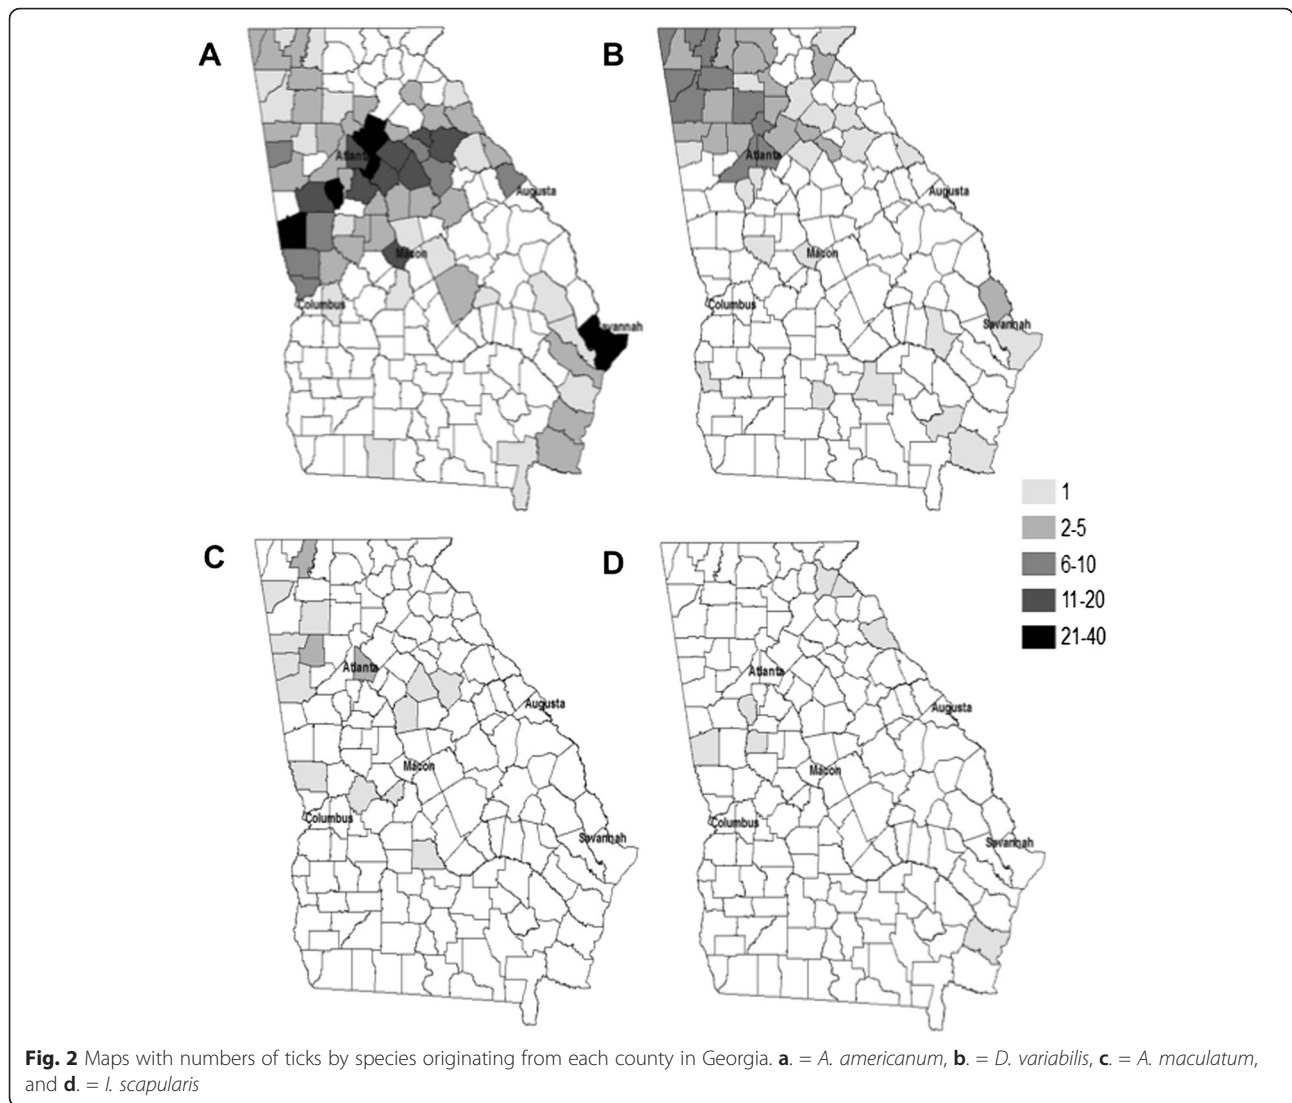 A
Atlanta
Augusta
Macon
Columbus
Savannah
B
Atlanta
Augusta
Macon
Columbus
Savannah
1
2-5
6-10
11-20
21-40
C
Atlanta
Augusta
Macon
Columbus
Savannah
D
Atlanta
Augusta
Macon
Columbus
Savannah
Fig. 2 Maps with numbers of ticks by species originating from each county in Georgia. a. = A. americanum, b. = D. variabilis, c. = A. maculatum,
and d. = I. scapularis